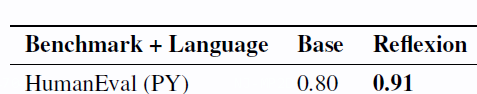 Benchmark + Language Base Reflexion
HumanEval (PY) 0.80 0.91